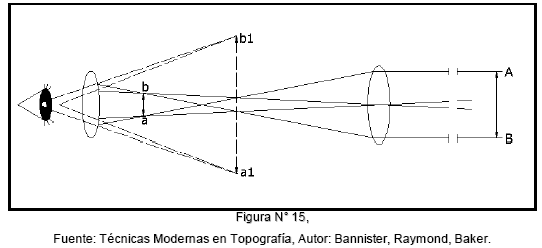 b1
A
b
a
B
a1
Figura N° 15,
Fuente: Técnicas Modernas en Topografía, Autor: Bannister, Raymond, Baker.